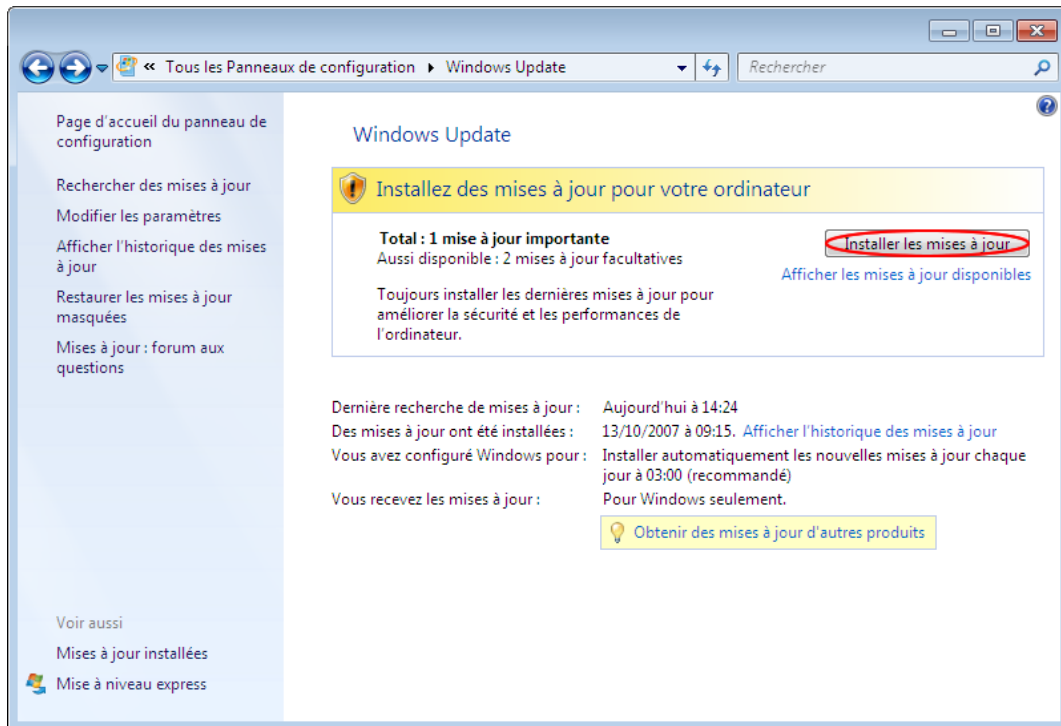 « Tous les Panneaux de configuration Windows Update
Rechercher
Page d'accueil du panneau de
configuration
Rechercher des mises à jour
Modifier les paramètres
Afficher l'historique des mises
à jour
Restaurer les mises à jour
masquées
Mises à jour : forum aux
questions
Voir aussi
Mises à jour installées
Mise à niveau express
Windows Update
Installez des mises à jour pour votre ordinateur
Total : 1 mise à jour importante
Aussi disponible : 2 mises à jour facultatives
Toujours installer les dernières mises à jour pour
améliorer la sécurité et les performances de
l'ordinateur.
Installer les mises à jour
Afficher les mises à jour disponibles
Dernière recherche de mises à jour : Aujourd'hui à 14:24
Des mises à jour ont été installées : 13/10/2007 à 09:15. Afficher l'historique des mises à jour
Vous avez configuré Windows pour : Installer automatiquement les nouvelles mises à jour chaque
jour à 03:00 (recommandé)
Vous recevez les mises à jour : Pour Windows seulement.
Obtenir des mises à jour d'autres produits